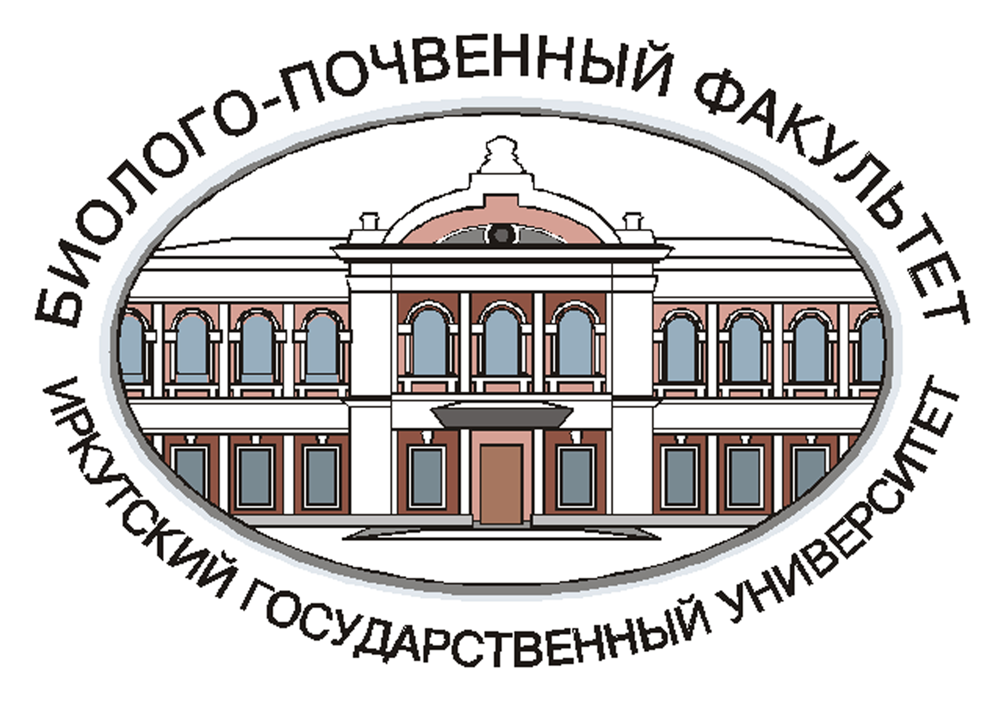 БИОЛОГО-ПОЧВЕННЫЙ ФАКУЛЬТЕТ
ИРКУТСКИЙ ГОСУДАРСТВЕННЫЙ УНИВЕРСИТЕТ